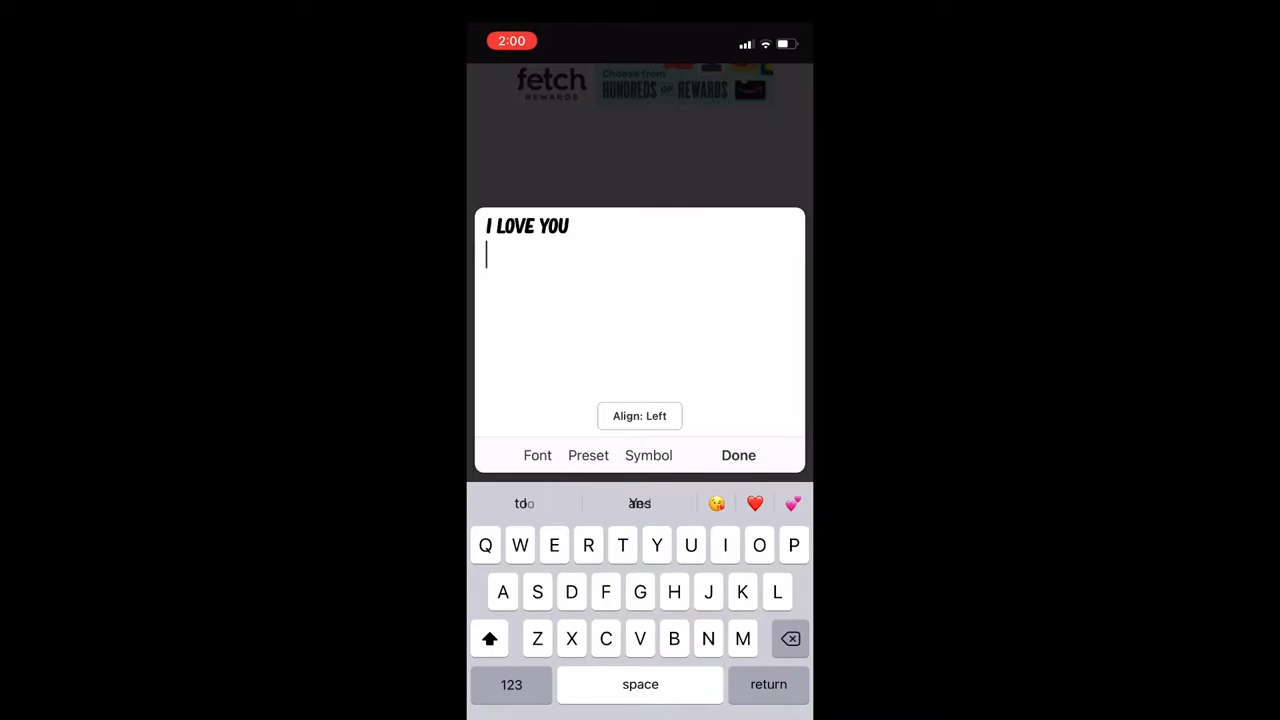 2:00
fetch
REWARDS
Choose from
HUNDREDS OF REWARDS
I LOVE YOU
Align: Left
Font Preset Symbol Done
Q W E R T Y U I O P
A S D F G H J K L
Z X C V B N M
123 space return